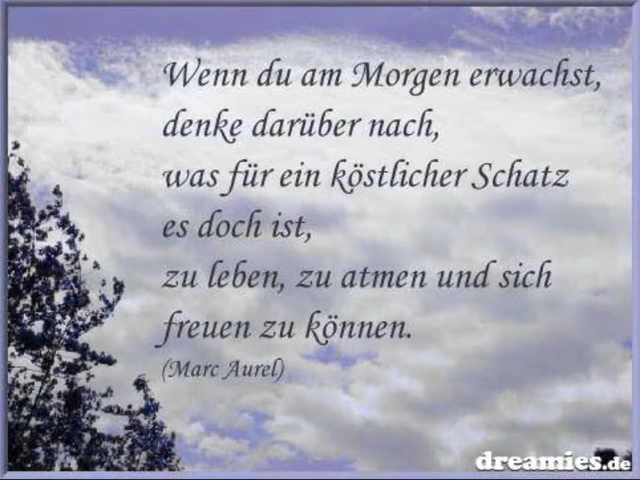 Wenn du am Morgen erwachst,
denke darüber nach,
was für ein köstlicher Schatz
es doch ist,
zu leben, zu atmen und sich
freuen zu können.
(Marc Aurel)
dreamies.de